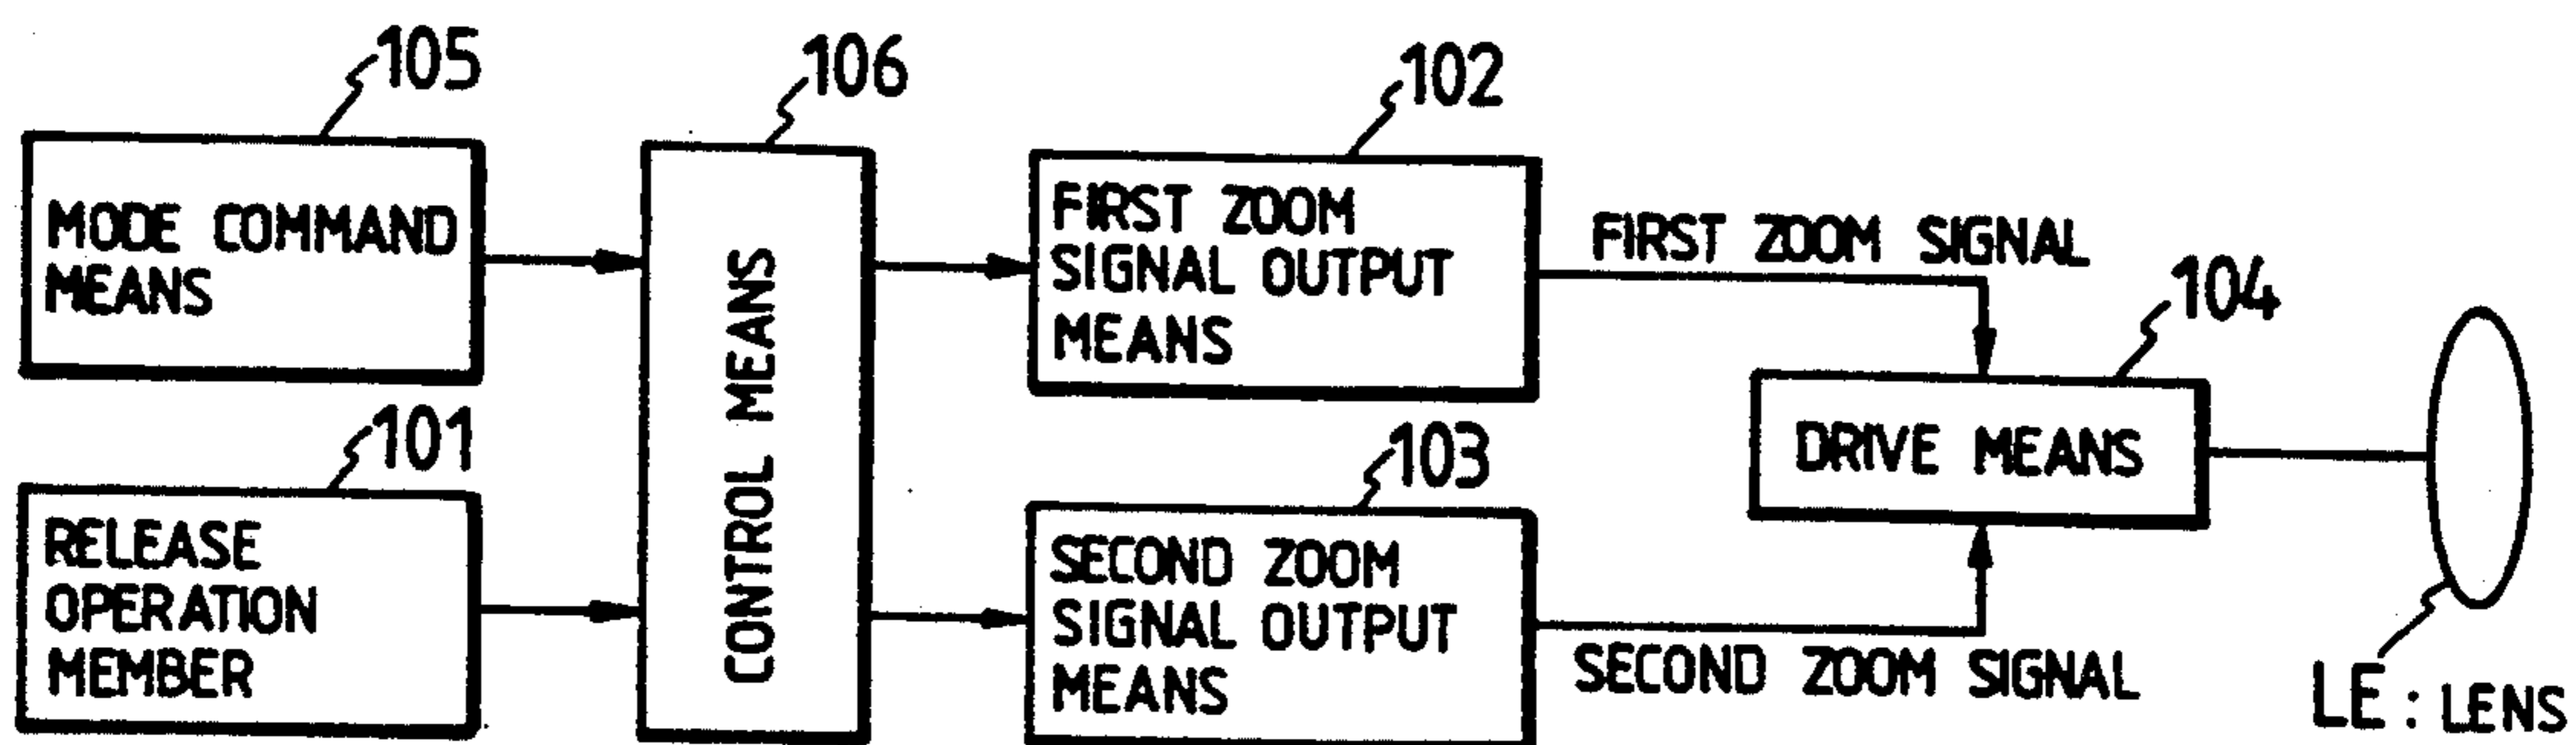 105
MODE COMMAND
MEANS
101
RELEASE
OPERATION
MEMBER
106
CONTROL MEANS
102
FIRST ZOOM
SIGNAL OUTPUT
MEANS
103
SECOND ZOOM
SIGNAL OUTPUT
MEANS
FIRST ZOOM SIGNAL
SECOND ZOOM SIGNAL
104
DRIVE MEANS
LE : LENS